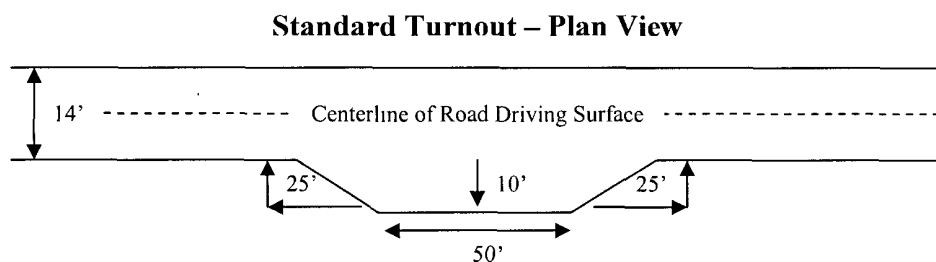 Standard Turnout – Plan View
14'
Centerline of Road Driving Surface
25'
10'
25'
50'